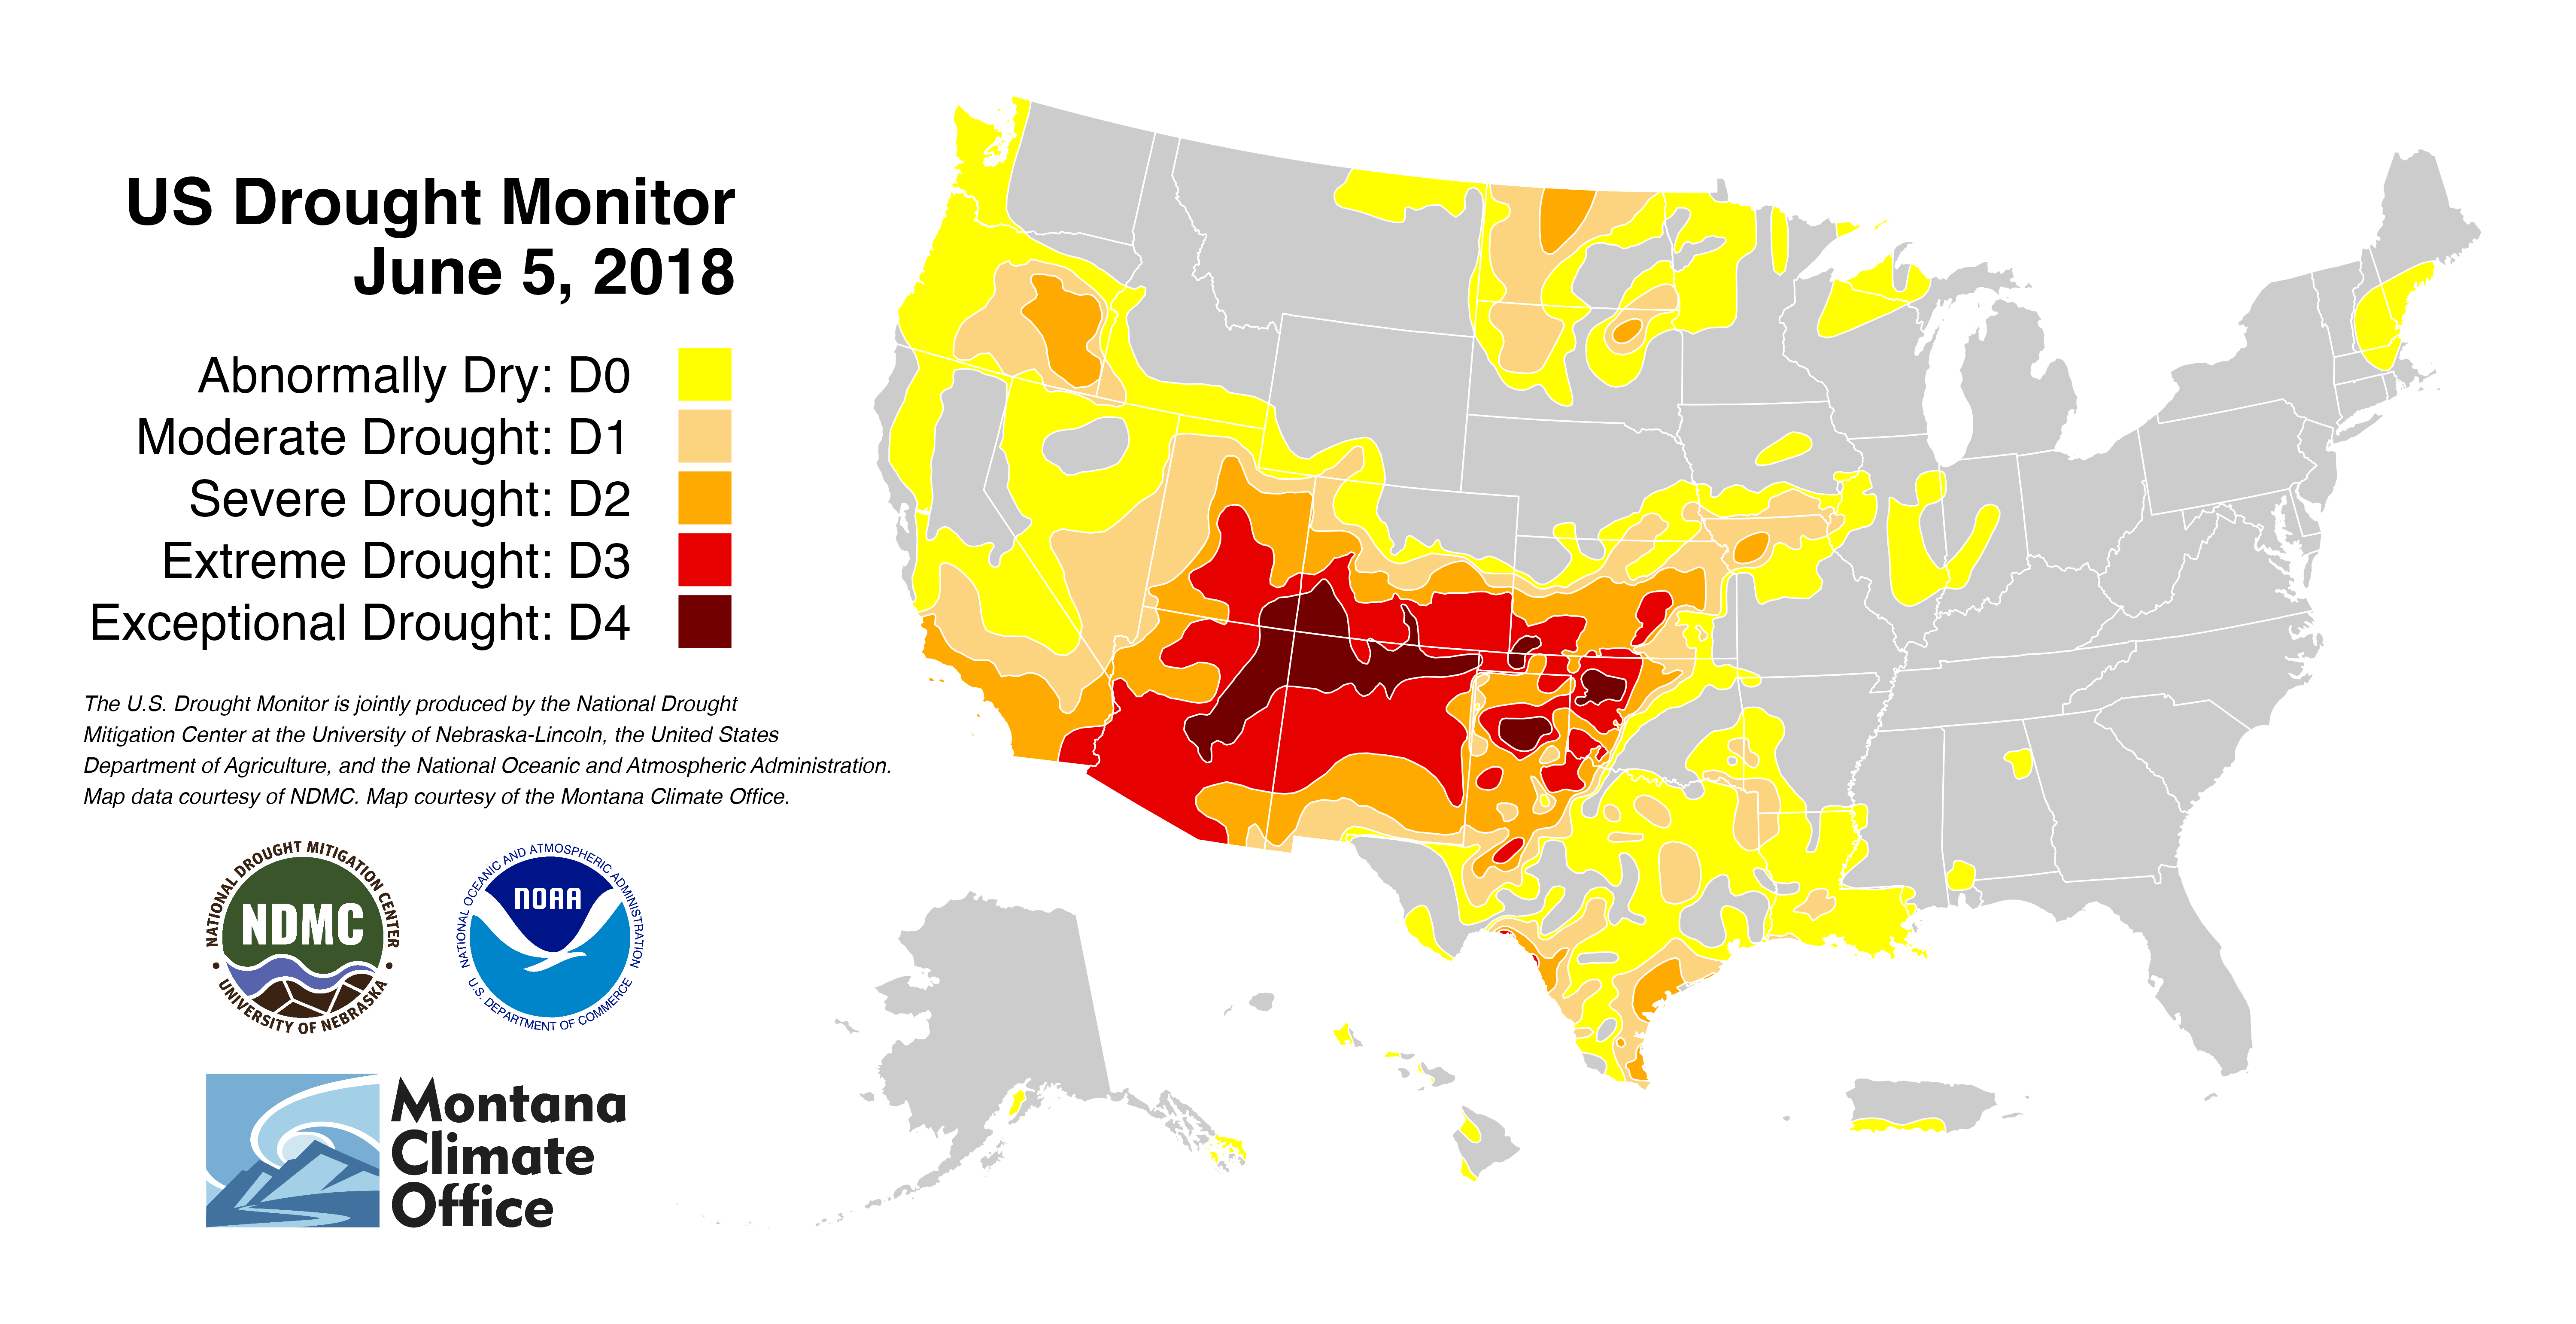 US Drought Monitor
June 5, 2018
Abnormally Dry: D0
Moderate Drought: D1
Severe Drought: D2
Extreme Drought: D3
Exceptional Drought: D4
The U.S. Drought Monitor is jointly produced by the National Drought
Mitigation Center at the University of Nebraska-Lincoln, the United States
Department of Agriculture, and the National Oceanic and Atmospheric Administration.
Map data courtesy of NDMC. Map courtesy of the Montana Climate Office.
NATIONAL DROUGHT MITIGATION CENTER
NDMC
• UNIVERSITY OF NEBRASKA •
NATIONAL OCEANIC AND ATMOSPHERIC ADMINISTRATION
NOAA
U.S. DEPARTMENT OF COMMERCE
Montana
Climate
Office